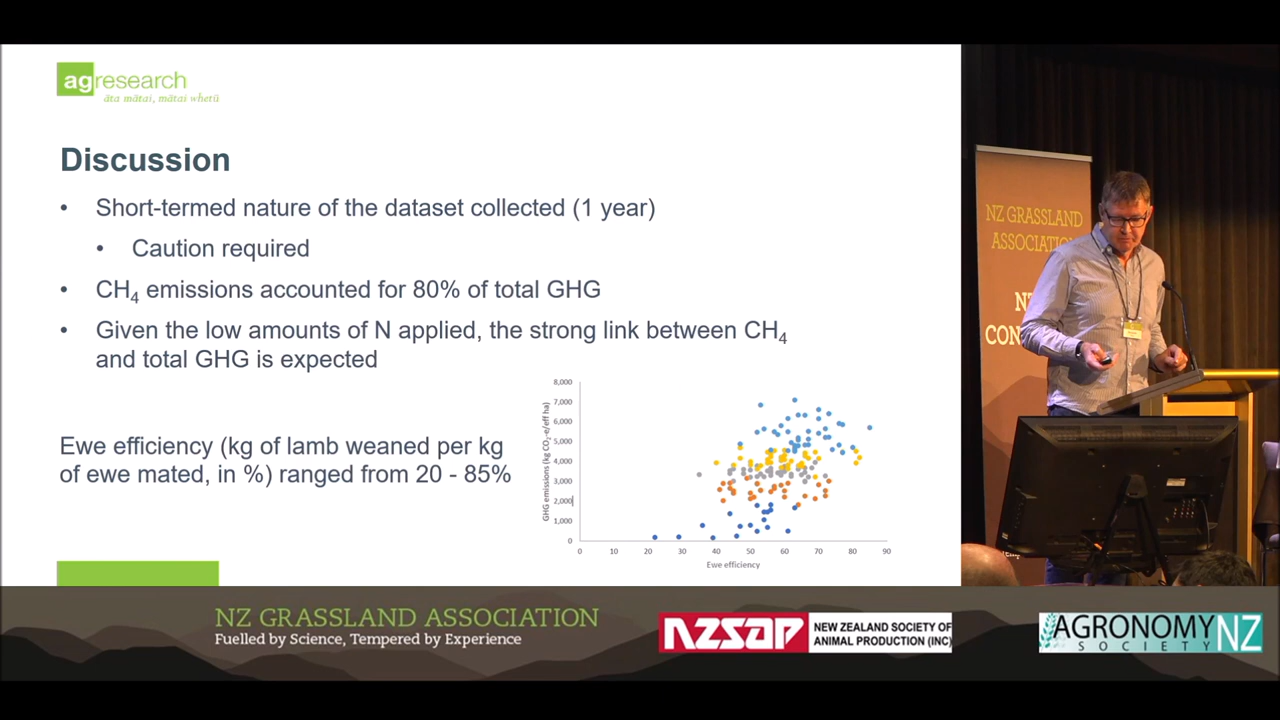 agresearch
āta mātai, mātai whetū
Discussion
• Short-termed nature of the dataset collected (1 year)
• Caution required
• CH₄ emissions accounted for 80% of total GHG
• Given the low amounts of N applied, the strong link between CH₄
and total GHG is expected
Ewe efficiency (kg of lamb weaned per kg
of ewe mated, in %) ranged from 20 - 85%
GHG emissions (kg CO₂-e/eff ha)
8,000
7,000
6,000
5,000
4,000
3,000
2,000
1,000
0
0 10 20 30 40 50 60 70 80 90
Ewe efficiency
NZ GRASSLAND
ASSOCIATION
CON
NZ GRASSLAND ASSOCIATION
Fuelled by Science, Tempered by Experience
NZSAP
NEW ZEALAND SOCIETY OF
ANIMAL PRODUCTION (INC)
AGRONOMY NZ
SOCIETY